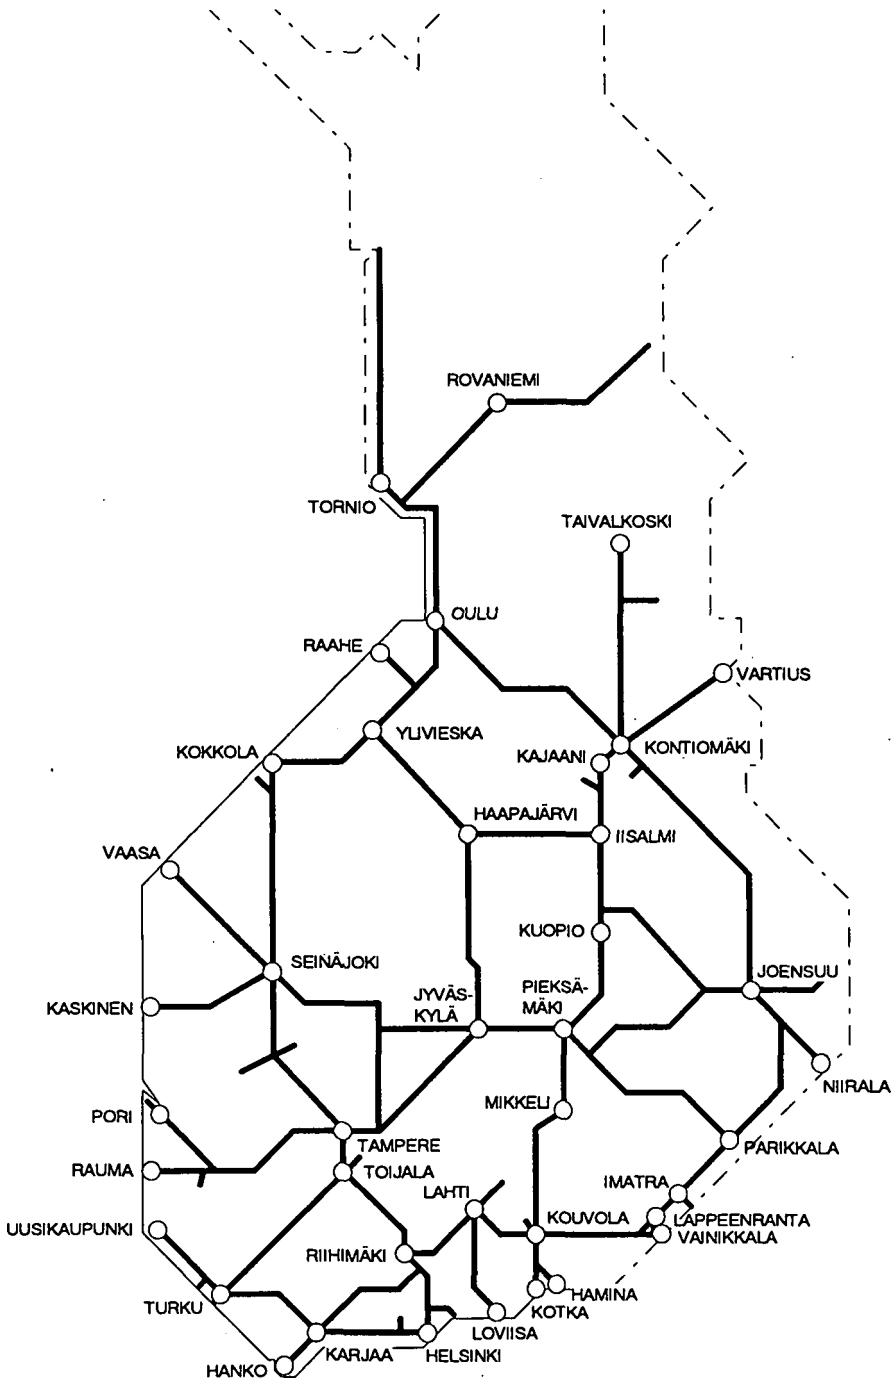 ROVANIEMI
TORNIO
TAIVALKOSKI
OULU
RAAHE
VARTIUS
YLIVIESKA
KOKKOLA
KAJAANI
KONTIOMÄKI
HAAPAJÄRVI
IISALMI
VAASA
KUOPIO
SEINÄJOKI
JOENSUU
KASKINEN
JYVÄS-
KYLÄ
PIEKSÄ-
MÄKI
NIIRALA
MIKKELI
PORI
TAMPERE
PARIKKALA
RAUMA
TOIJALA
IMATRA
LAHTI
UUSIKAUPUNKI
KOUVOLA
LAPPEENRANTA
VAINIKKALA
RIIHIMÄKI
HAMINA
TURKU
KOTKA
LOVIISA
KARJAA
HELSINKI
HANKO